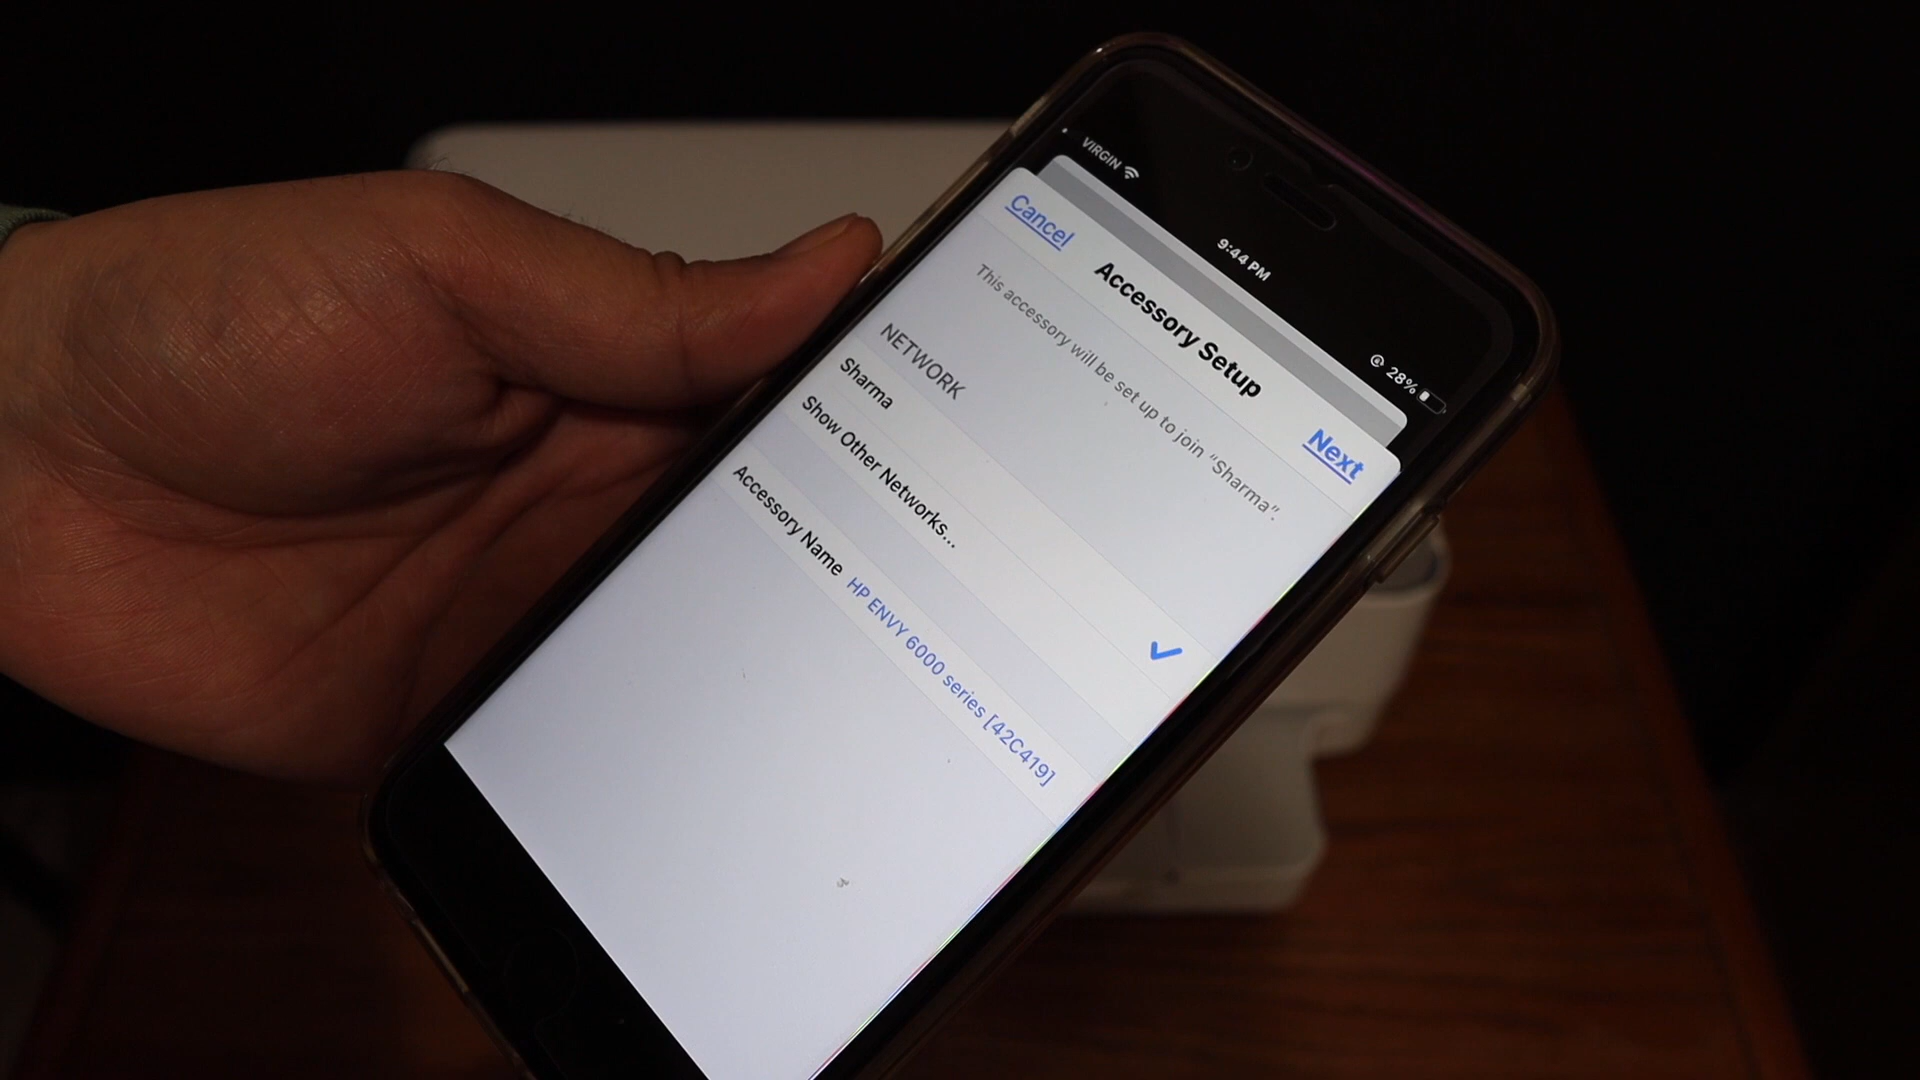 VIRGIN
9:44 PM
28%
Cancel
Accessory Setup
Next
This accessory will be set up to join “Sharma”.
NETWORK
Sharma
Show Other Networks...
Accessory Name HP ENVY 6000 series [42C419]